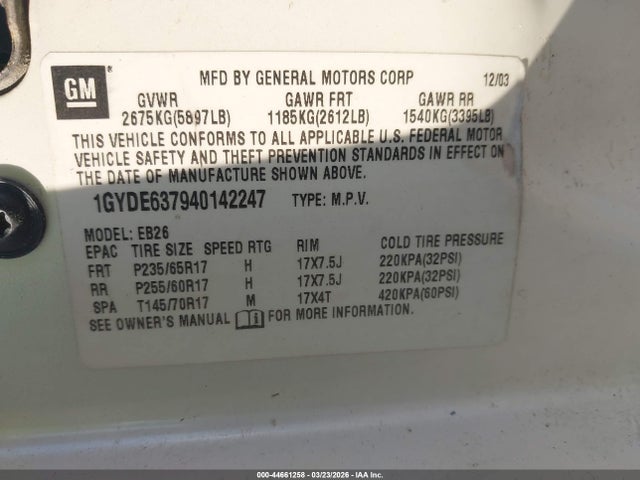 GM
MFD BY GENERAL MOTORS CORP 12/03
GVWR GAWR FRT GAWR RR
2675KG(5897LB) 1185KG(2612LB) 1540KG(3395LB)
THIS VEHICLE CONFORMS TO ALL APPLICABLE U.S. FEDERAL MOTOR
VEHICLE SAFETY AND THEFT PREVENTION STANDARDS IN EFFECT ON
THE DATE OF MANUFACTURE SHOWN ABOVE.
1GYDE637940142247 TYPE: M.P.V.
MODEL: EB26
EPAC TIRE SIZE SPEED RTG RIM COLD TIRE PRESSURE
FRT P235/65R17 H 17X7.5J 220KPA(32PSI)
RR P255/60R17 H 17X7.5J 220KPA(32PSI)
SPA T145/70R17 M 17X4T 420KPA(60PSI)
SEE OWNER'S MANUAL FOR MORE INFORMATION.
000-44661258 - 03/23/2026 - IAA Inc.